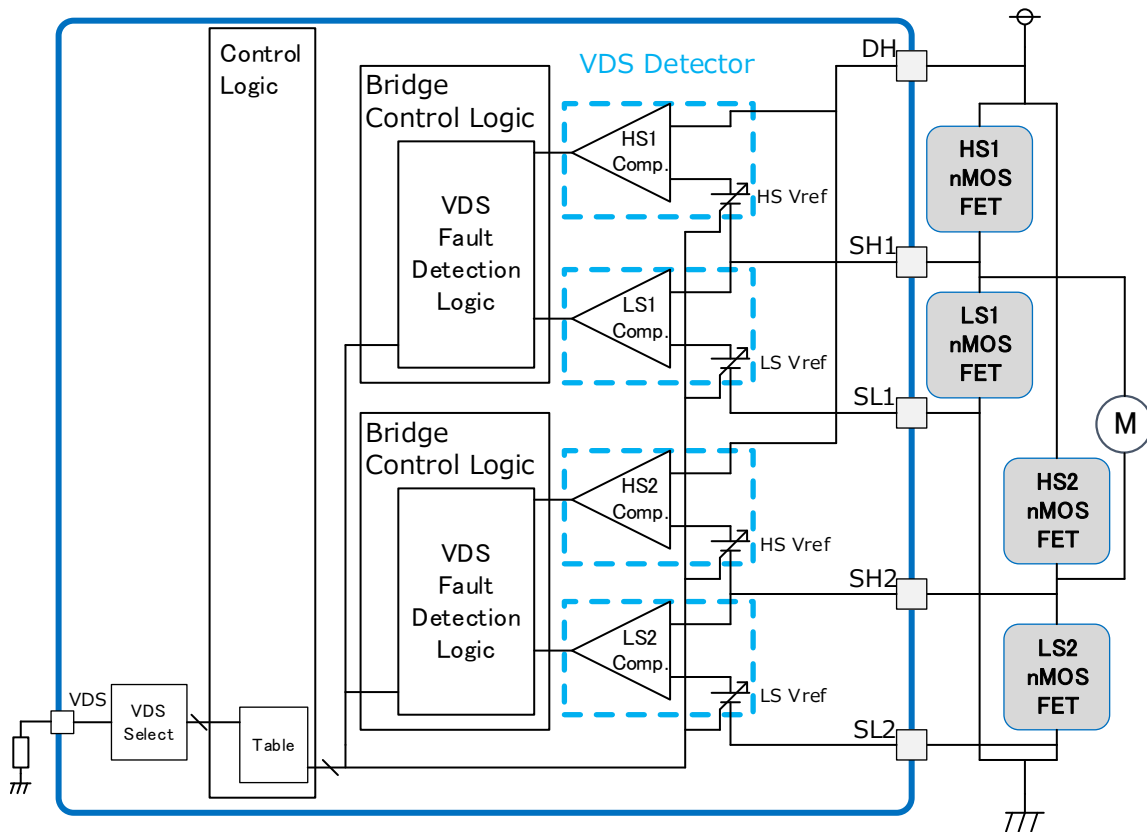 Control
Logic
Bridge
Control Logic
VDS
Fault
Detection
Logic
VDS Detector
HS1
Comp.
HS Vref
LS1
Comp.
LS Vref
Bridge
Control Logic
VDS
Fault
Detection
Logic
HS2
Comp.
HS Vref
LS2
Comp.
LS Vref
VDS
VDS
Select
Table
DH
SH1
SL1
SH2
SL2
HS1
nMOS
FET
LS1
nMOS
FET
M
HS2
nMOS
FET
LS2
nMOS
FET